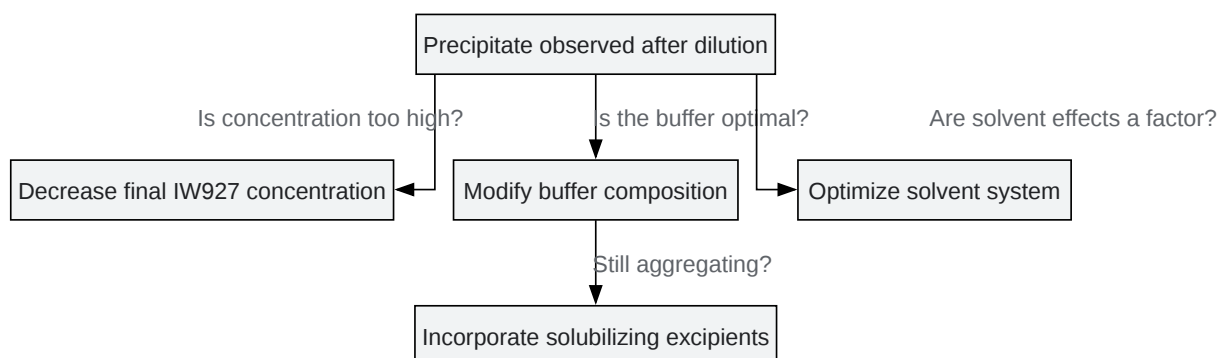 Precipitate observed after dilution
Is concentration too high?
Is the buffer optimal?
Are solvent effects a factor?
Decrease final IW927 concentration
Modify buffer composition
Optimize solvent system
Still aggregating?
Incorporate solubilizing excipients